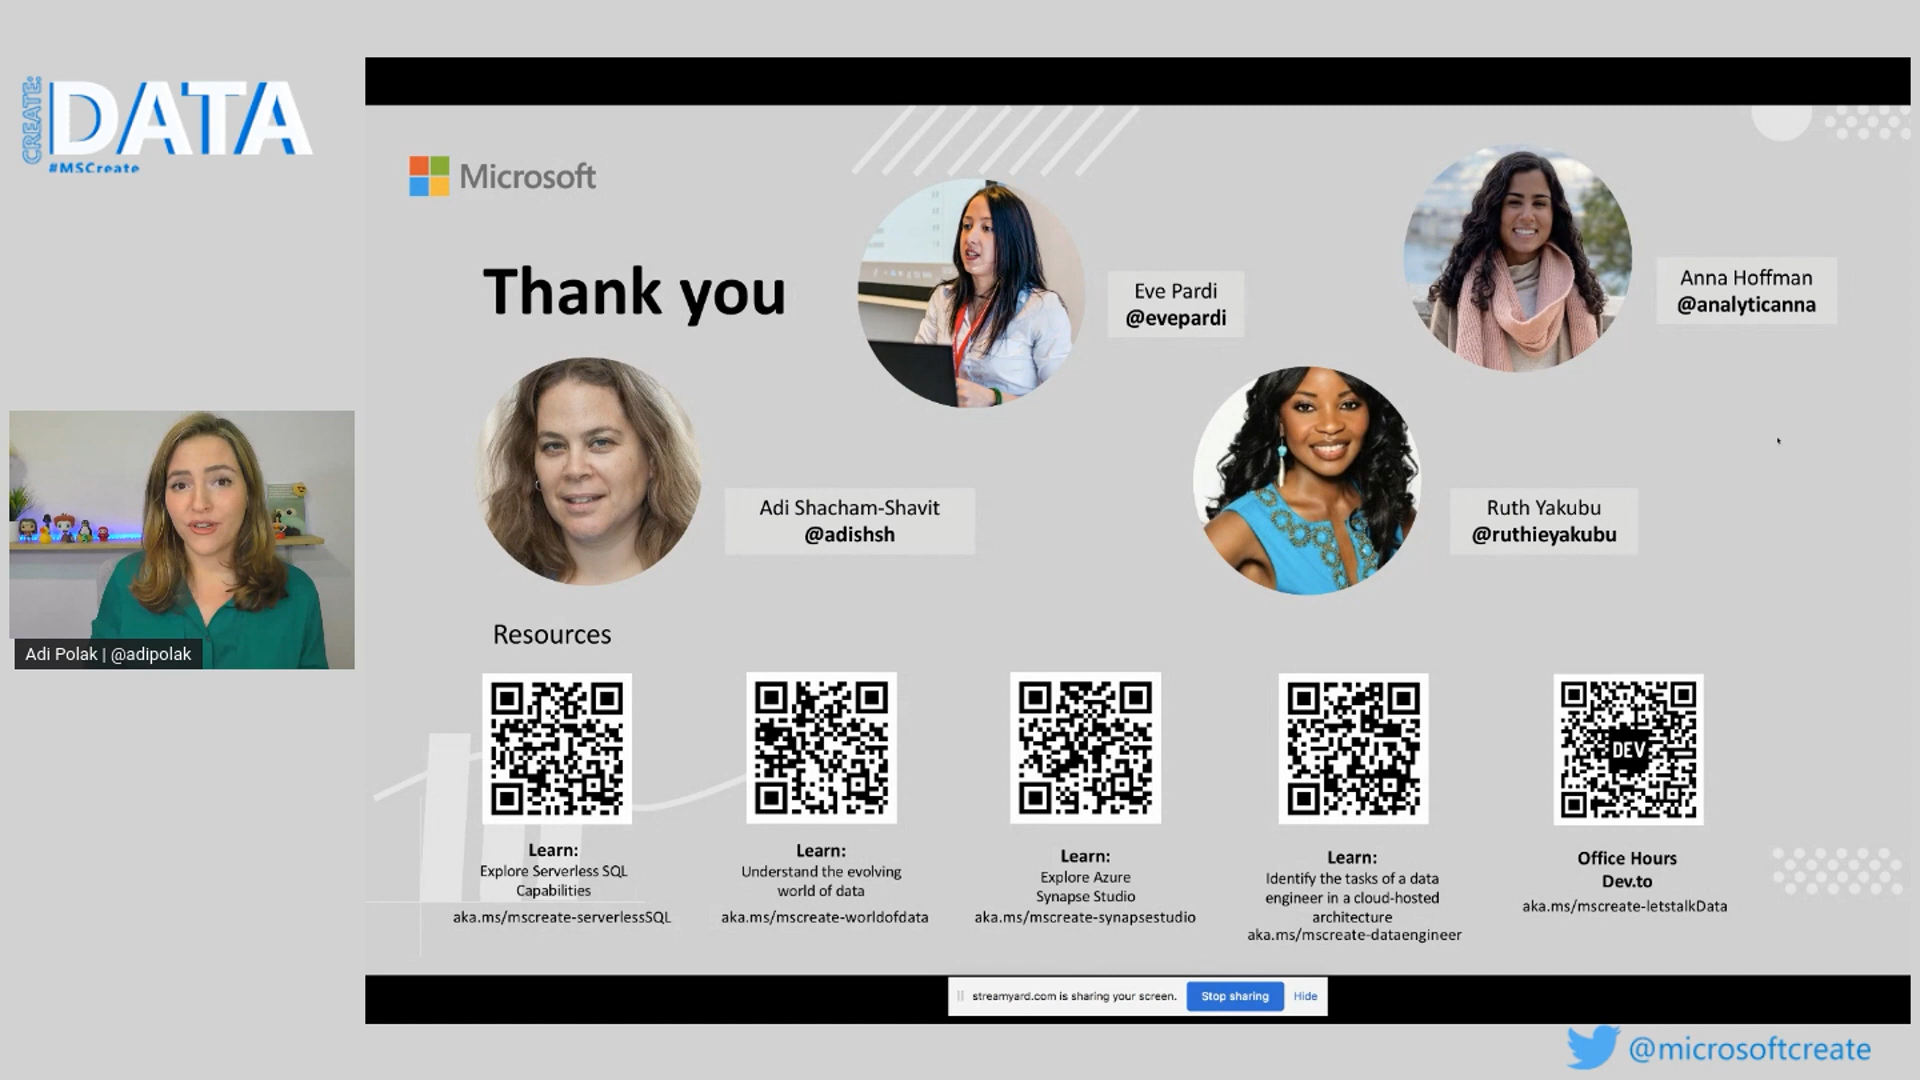 CREATE:
DATA
#MSCreate
Microsoft
Thank you
Eve Pardi
@evepardi
Anna Hoffman
@analyticanna
Adi Shacham-Shavit
@adishsh
Ruth Yakubu
@ruthieyakubu
Adi Polak | @adipolak
Resources
DEV
Learn:
Explore Serverless SQL
Capabilities
aka.ms/mscreate-serverlessSQL
Learn:
Understand the evolving
world of data
aka.ms/mscreate-worldofdata
Learn:
Explore Azure
Synapse Studio
aka.ms/mscreate-synapsestudio
Learn:
Identify the tasks of a data
engineer in a cloud-hosted
architecture
aka.ms/mscreate-dataengineer
Office Hours
Dev.to
aka.ms/mscreate-letstalkData
streamyard.com is sharing your screen.
Stop sharing
Hide
@microsoftcreate